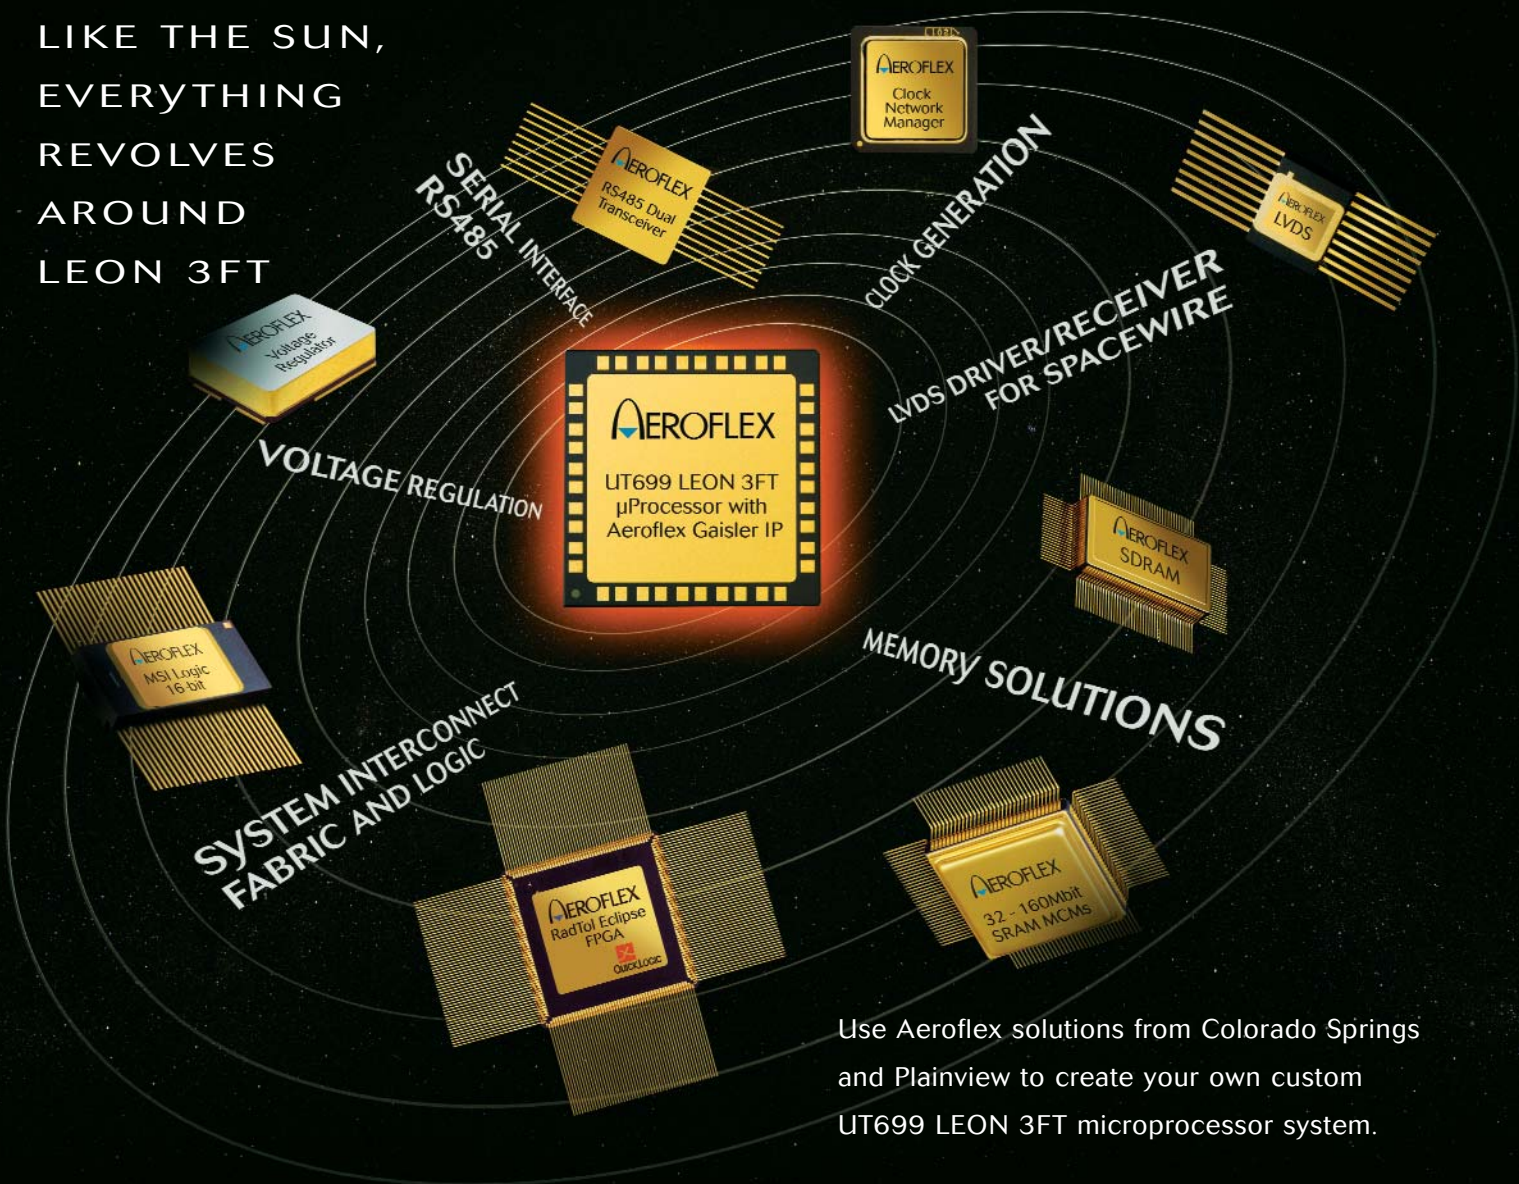 LIKE THE SUN,
EVERYTHING
REVOLVES
AROUND
LEON 3FT
AEROFLEX
Clock
Network
Manager
AEROFLEX
RS485 Dual
Transceiver
SERIAL INTERFACE
RS485
CLOCK GENERATION
AEROFLEX
LVDS
LVDS DRIVER/RECEIVER
FOR SPACEWIRE
AEROFLEX
Voltage
Regulator
VOLTAGE REGULATION
AEROFLEX
UT699 LEON 3FT
µProcessor with
Aeroflex Gaisler IP
AEROFLEX
SDRAM
MEMORY SOLUTIONS
AEROFLEX
MSI Logic
16-bit
SYSTEM INTERCONNECT
FABRIC AND LOGIC
AEROFLEX
RadTol Eclipse
FPGA
QUICKLOGIC
AEROFLEX
32 - 160Mbit
SRAM MCMs
Use Aeroflex solutions from Colorado Springs
and Plainview to create your own custom
UT699 LEON 3FT microprocessor system.